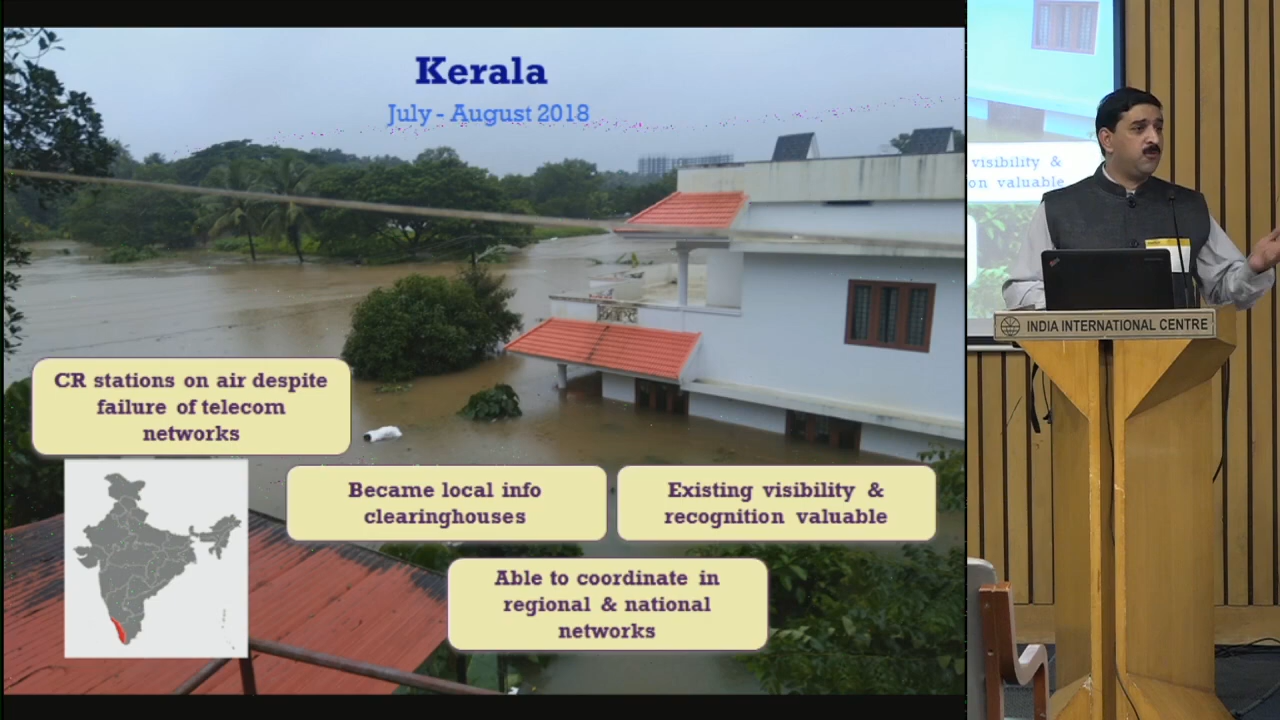 Kerala
July - August 2018
CR stations on air despite
failure of telecom
networks
Became local info
clearinghouses
Existing visibility &
recognition valuable
Able to coordinate in
regional & national
networks
visibility &
on valuable
INDIA INTERNATIONAL CENTRE